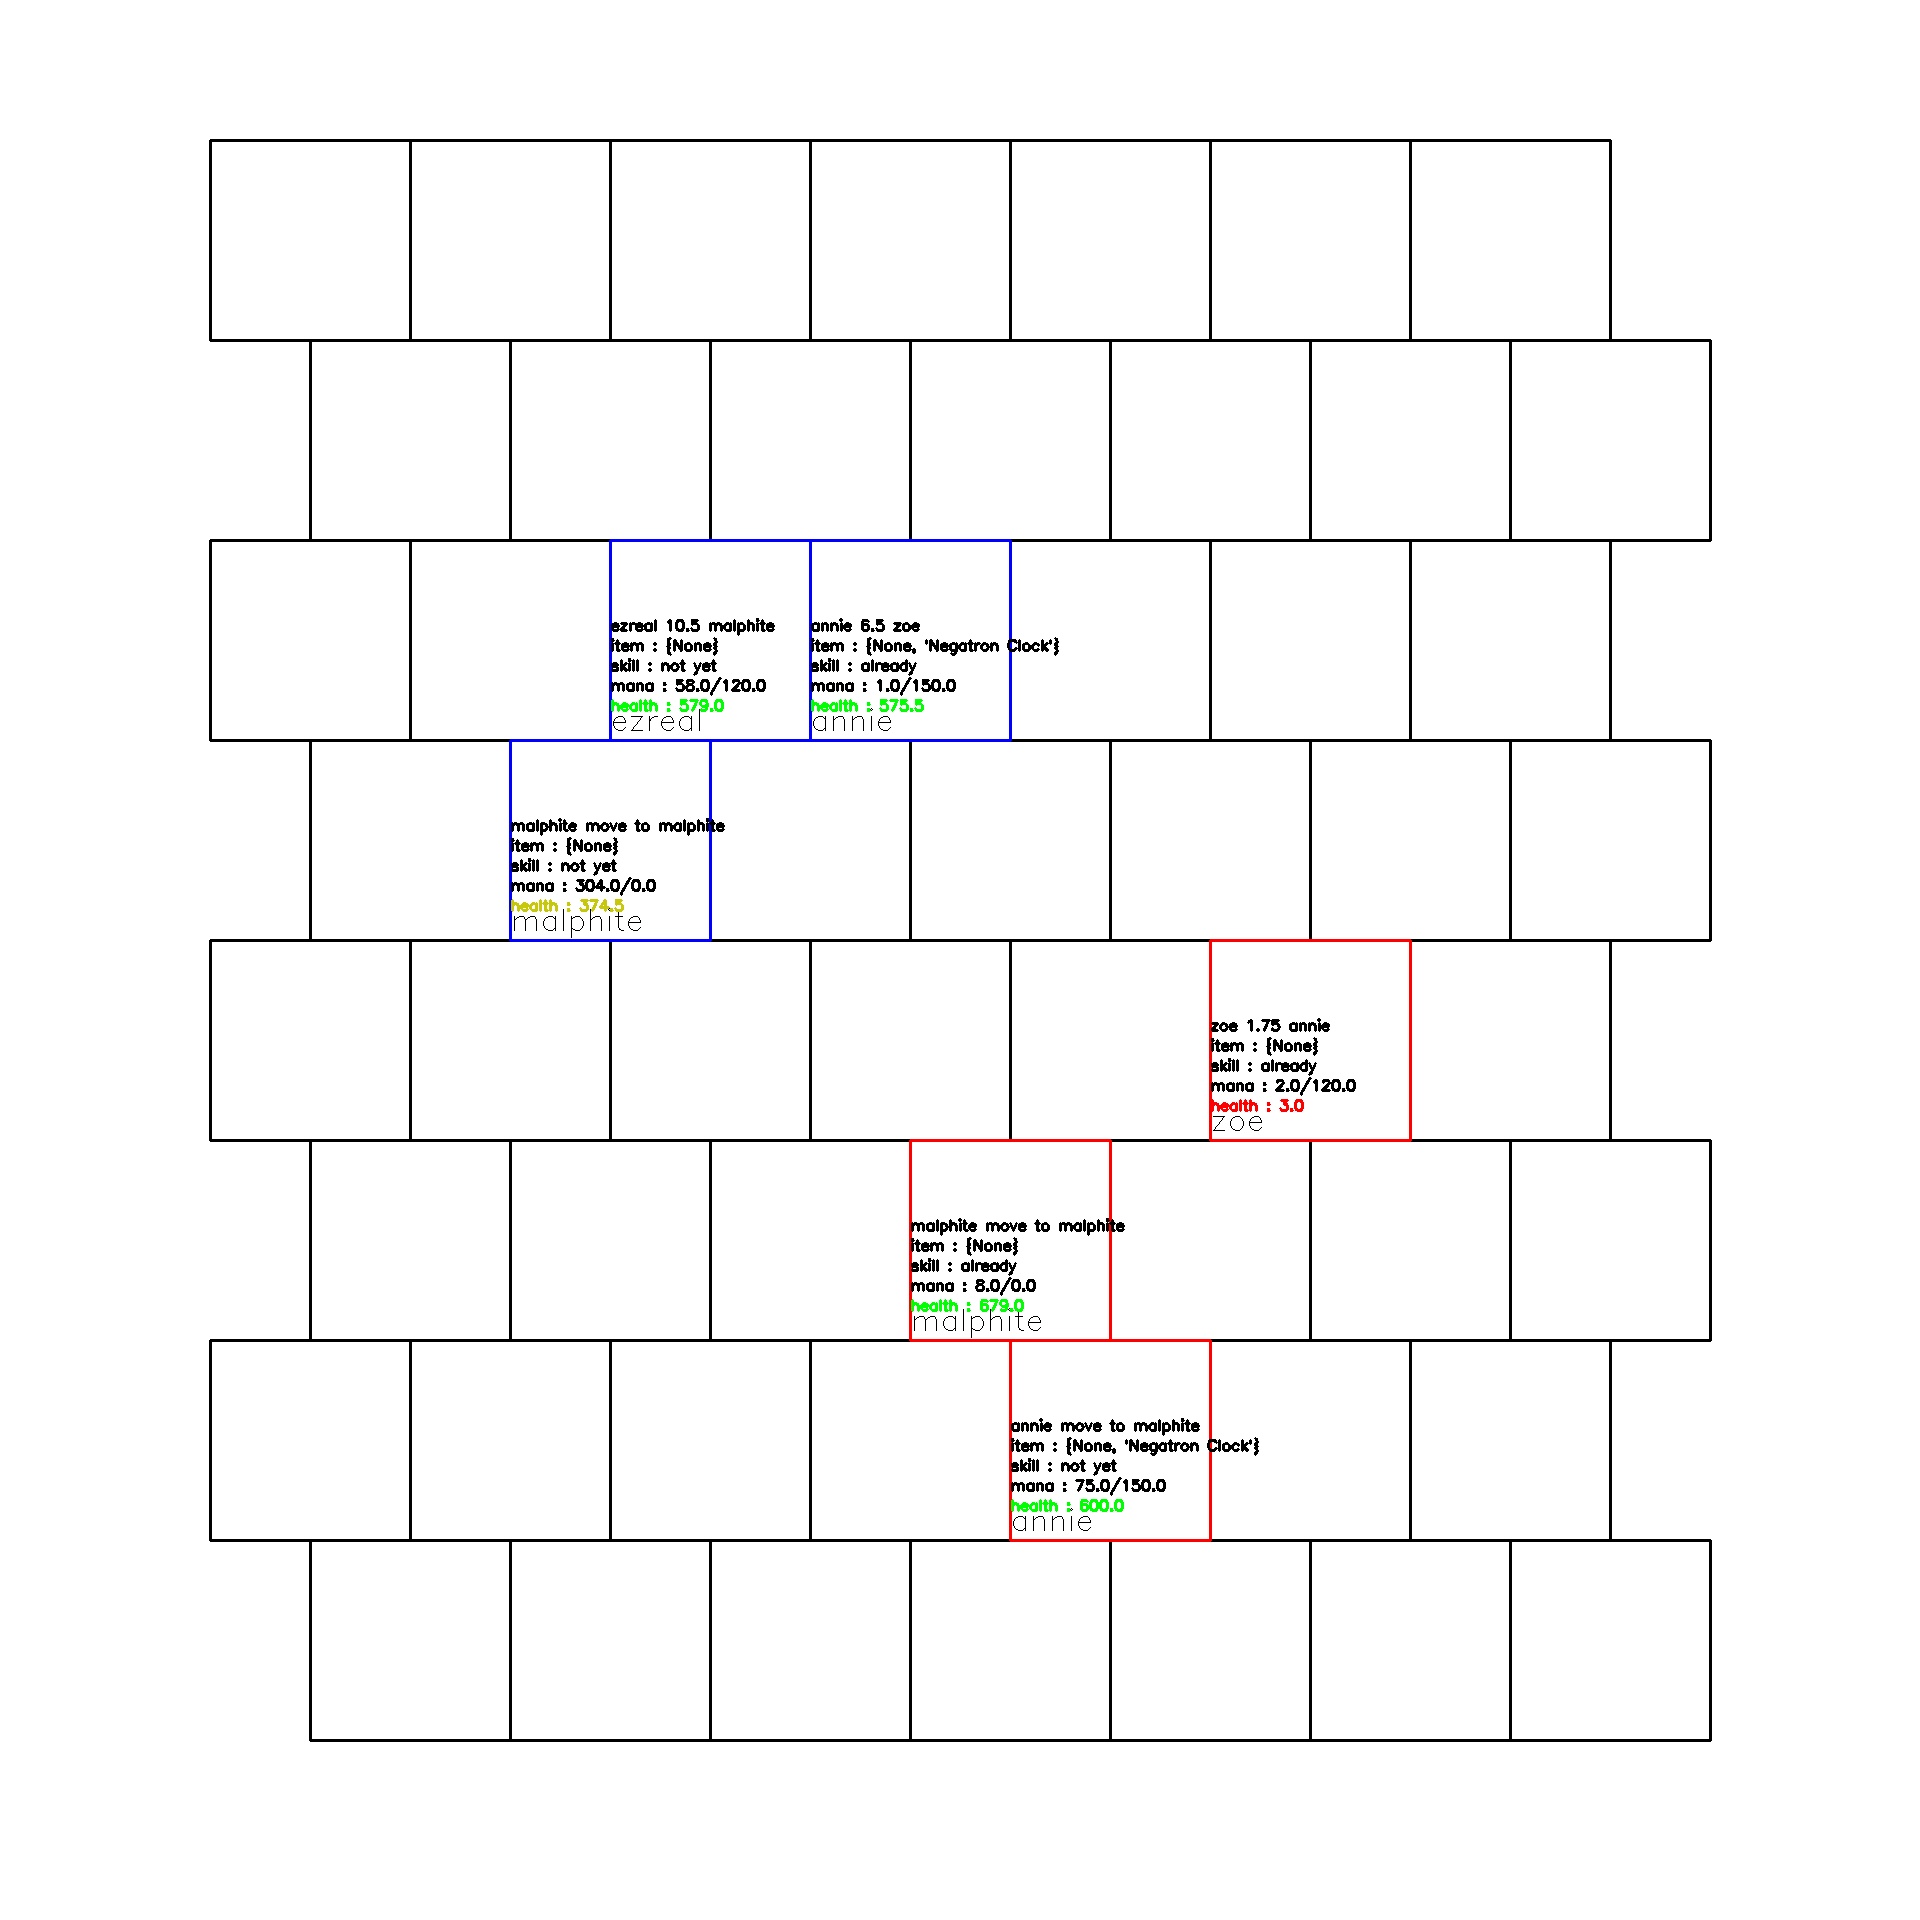 ezreal 10.5 malphite
item : {None}
skill : not yet
mana : 58.0/120.0
health : 579.0
ezreal
annie 6.5 zoe
item : {None, 'Negatron Clock'}
skill : already
mana : 1.0/150.0
health : 575.5
annie
malphite move to malphite
item : {None}
skill : not yet
mana : 304.0/0.0
health : 374.5
malphite
zoe 1.75 annie
item : {None}
skill : already
mana : 2.0/120.0
health : 3.0
zoe
malphite move to malphite
item : {None}
skill : already
mana : 8.0/0.0
health : 679.0
malphite
annie move to malphite
item : {None, 'Negatron Clock'}
skill : not yet
mana : 75.0/150.0
health : 600.0
annie